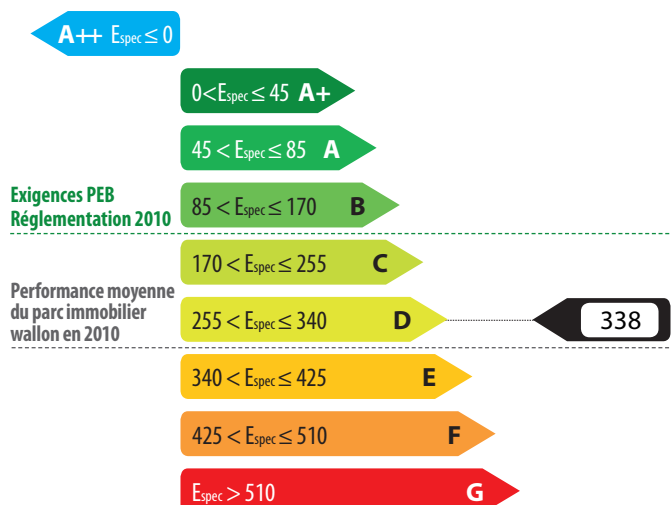 A++ Espec ≤ 0
0<Espec ≤ 45 A+
45 < Espec ≤ 85 A
Exigences PEB
Réglementation 2010
85 < Espec ≤ 170 B
170 < Espec ≤ 255 C
Performance moyenne
du parc immobilier
wallon en 2010
255 < Espec ≤ 340 D
338
340 < Espec ≤ 425 E
425 < Espec ≤ 510 F
Espec > 510 G